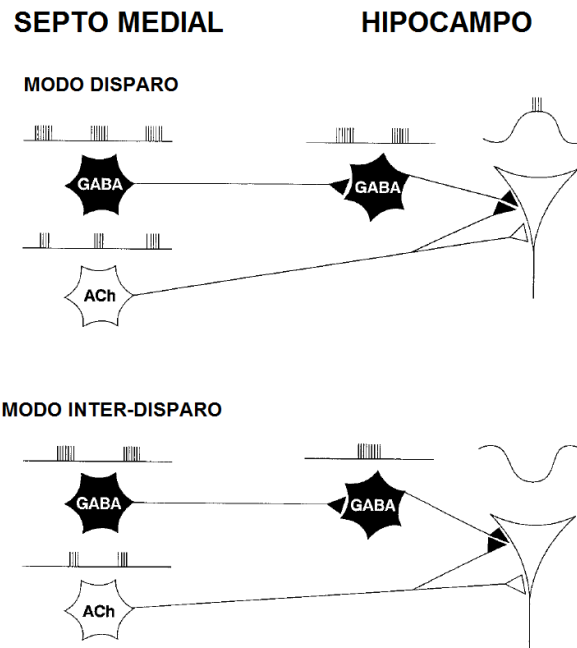 SEPTO MEDIAL HIPOCAMPO
MODO DISPARO
GABA GABA
ACh
MODO INTER-DISPARO
GABA GABA
ACh